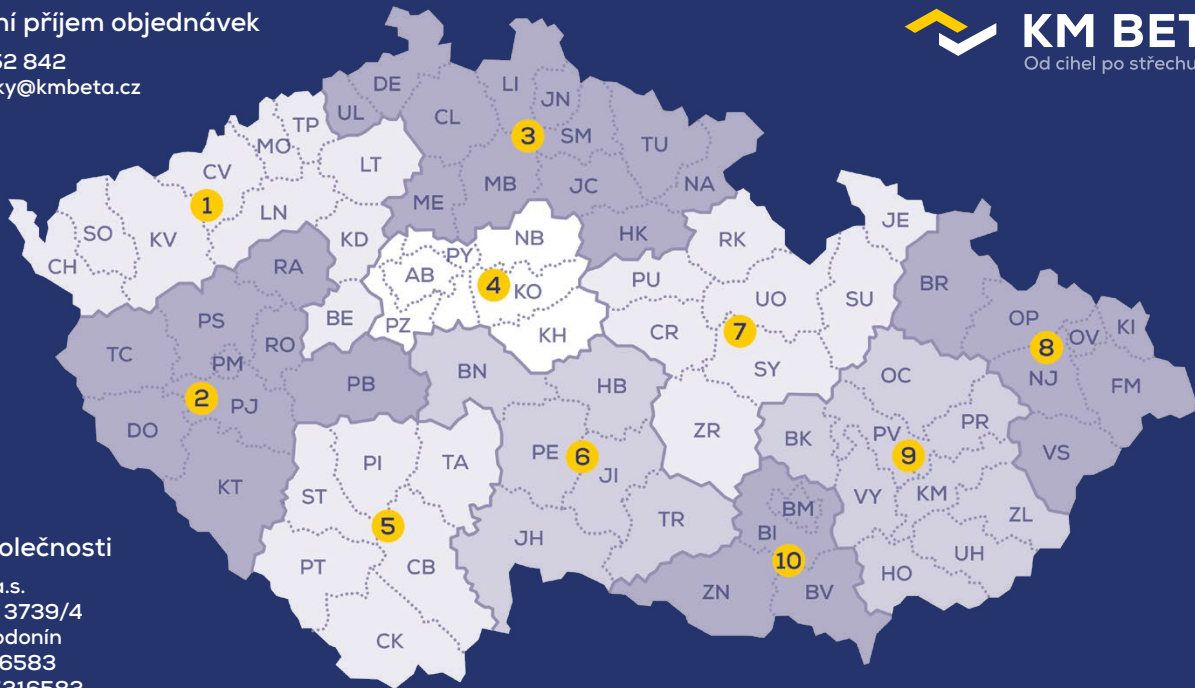 ní příjem objednávek
52 842
ky@kmbeta.cz
KM BET
Od cihel po střechu
DE
LI
JN
UL
CL
3
SM
TP
TU
MO
LT
CV
MB
JC
NA
1
ME
LN
SO
KV
KD
NB
HK
RK
JE
CH
RA
PY
AB
4
KO
PU
UO
SU
BR
PS
BE
PZ
KH
CR
7
OP
OV
KI
TC
PM
RO
8
SY
NJ
FM
2
PJ
PB
BN
HB
OC
DO
ZR
BK
PV
PR
VS
KT
PI
TA
PE
6
JI
9
ST
VY
KM
ZL
5
TR
BM
BI
JH
UH
PT
CB
10
HO
ZN
BV
CK
olečnosti
a.s.
3739/4
odonín
6583
5316583